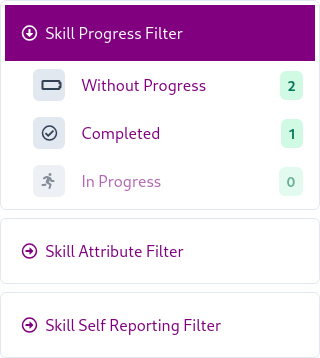 Skill Progress Filter
Without Progress 2
Completed 1
In Progress 0
Skill Attribute Filter
Skill Self Reporting Filter